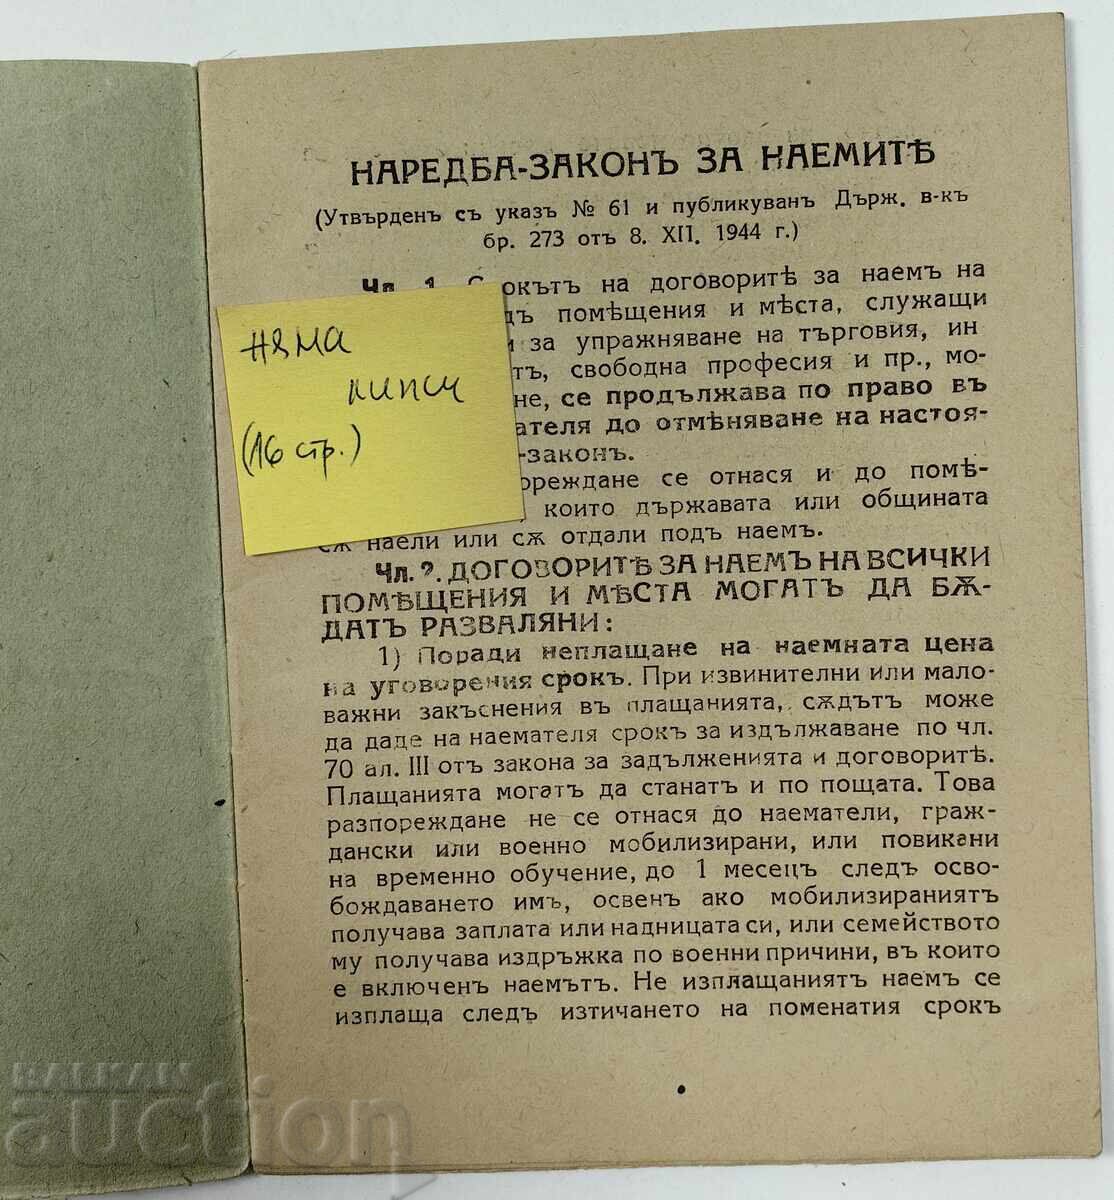 НАРЕДБА-ЗАКОНЪ ЗА НАЕМИТѢ
(Утвърденъ съ указъ № 61 и публикуванъ Държ. в-къ
бр. 273 отъ 8. XII. 1944 г.)
Чл. 1. Срокътъ на договоритѣ за наемъ на
помѣщения и мѣста, служащи
за упражняване на търговия, ин
свободна професия и пр., мо-
не, се продължава по право въ
ателя до отмѣняване на настоя-
-законъ.
ореждане се отнася и до помѣ-
които държавата или общината
сѫ наели или сѫ отдали подъ наемъ.
Чл. 2. ДОГОВОРИТѢ ЗА НАЕМЪ НА ВСИЧКИ
ПОМѢЩЕНИЯ И МѢСТА МОГАТЪ ДА БѪ-
ДАТЪ РАЗВАЛЯНИ:
1) Поради неплащане на наемната цена
на уговорения срокъ. При извинителни или мало-
важни закъснения въ плащанията, сѫдътъ може
да даде на наемателя срокъ за издължаване по чл.
70 ал. III отъ закона за задълженията и договоритѣ.
Плащанията могатъ да станатъ и по пощата. Това
разпореждане не се отнася до наематели, граж-
дански или военно мобилизирани, или повикани
на временно обучение, до 1 месецъ следъ осво-
бождаването имъ, освенъ ако мобилизираниятъ
получава заплата или надницата си, или семейството
му получава издръжка по военни причини, въ които
е включенъ наемътъ. Не изплащаниятъ наемъ се
изплаща следъ изтичането на поменатия срокъ
няма
липси
(16 стр.)
BALKAN
auction